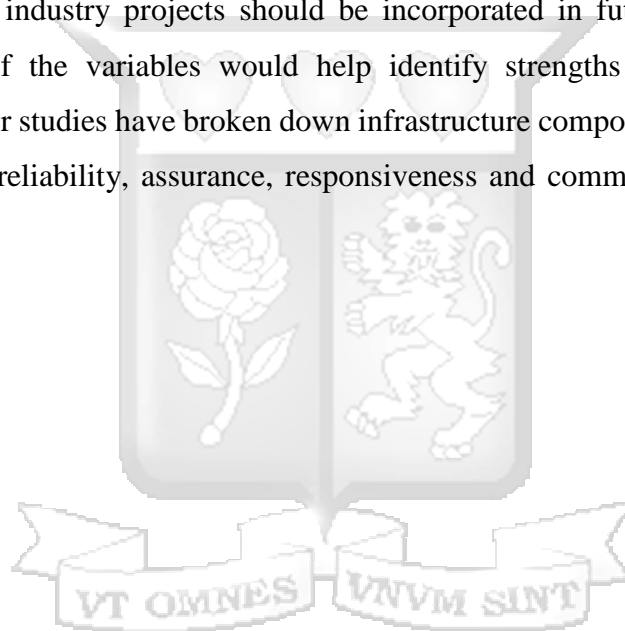 industry projects should be incorporated in fu
f the variables would help identify strengths
r studies have broken down infrastructure compo
reliability, assurance, responsiveness and comm
VT OMNES VNVM SINT